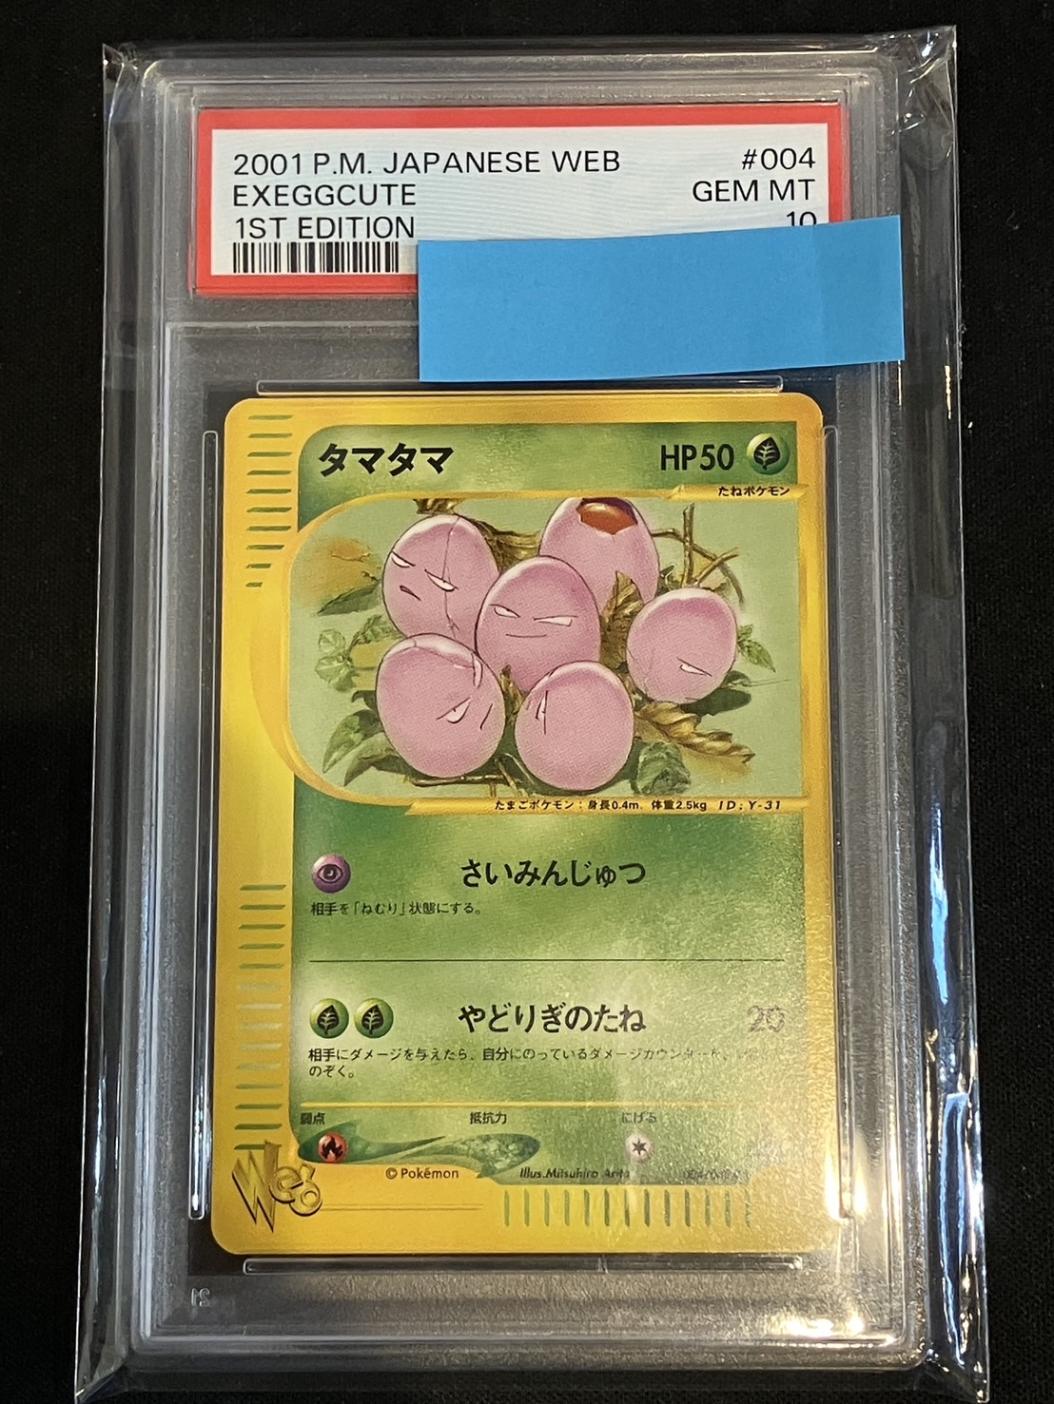 2001 P.M. JAPANESE WEB #004
EXEGGCUTE GEM MT
1ST EDITION 10
タマタマ HP50
たねポケモン
たまごポケモン：身長0.4m、体重2.5kg ID:Y-31
さいみんじゅつ
相手を「ねむり」状態にする。
やどりぎのたね 20
相手にダメージを与えたら、自分にのっているダメージカウンター
のぞく。
弱点 抵抗力 にげる
Web
©Pokémon Illus.Mitsuhiro Arita